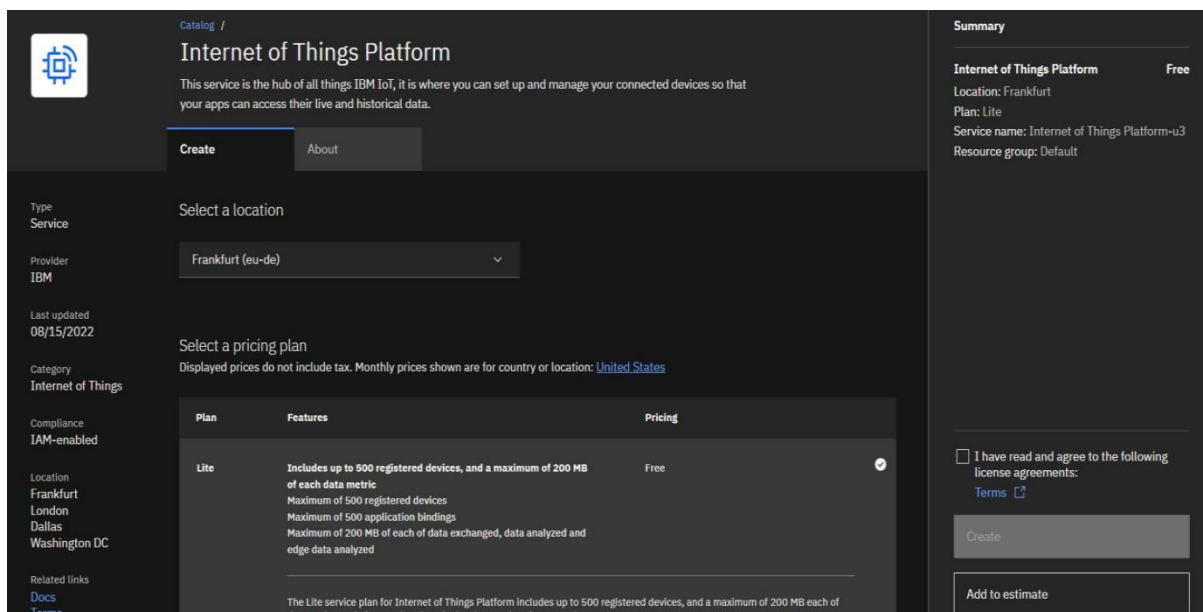 Catalog /
Internet of Things Platform
This service is the hub of all things IBM IoT, it is where you can set up and manage your connected devices so that
your apps can access their live and historical data.
Create
About
Type
Service
Provider
IBM
Last updated
08/15/2022
Category
Internet of Things
Compliance
IAM-enabled
Location
Frankfurt
London
Dallas
Washington DC
Related links
Docs
Terms
Select a location
Frankfurt (eu-de)
Select a pricing plan
Displayed prices do not include tax. Monthly prices shown are for country or location: United States
Plan Features Pricing
Lite
Includes up to 500 registered devices, and a maximum of 200 MB
of each data metric
Maximum of 500 registered devices
Maximum of 500 application bindings
Maximum of 200 MB of each of data exchanged, data analyzed and
edge data analyzed
Free
The Lite service plan for Internet of Things Platform includes up to 500 registered devices, and a maximum of 200 MB each of
Summary
Internet of Things Platform Free
Location: Frankfurt
Plan: Lite
Service name: Internet of Things Platform-u3
Resource group: Default
I have read and agree to the following
license agreements:
Terms
Create
Add to estimate